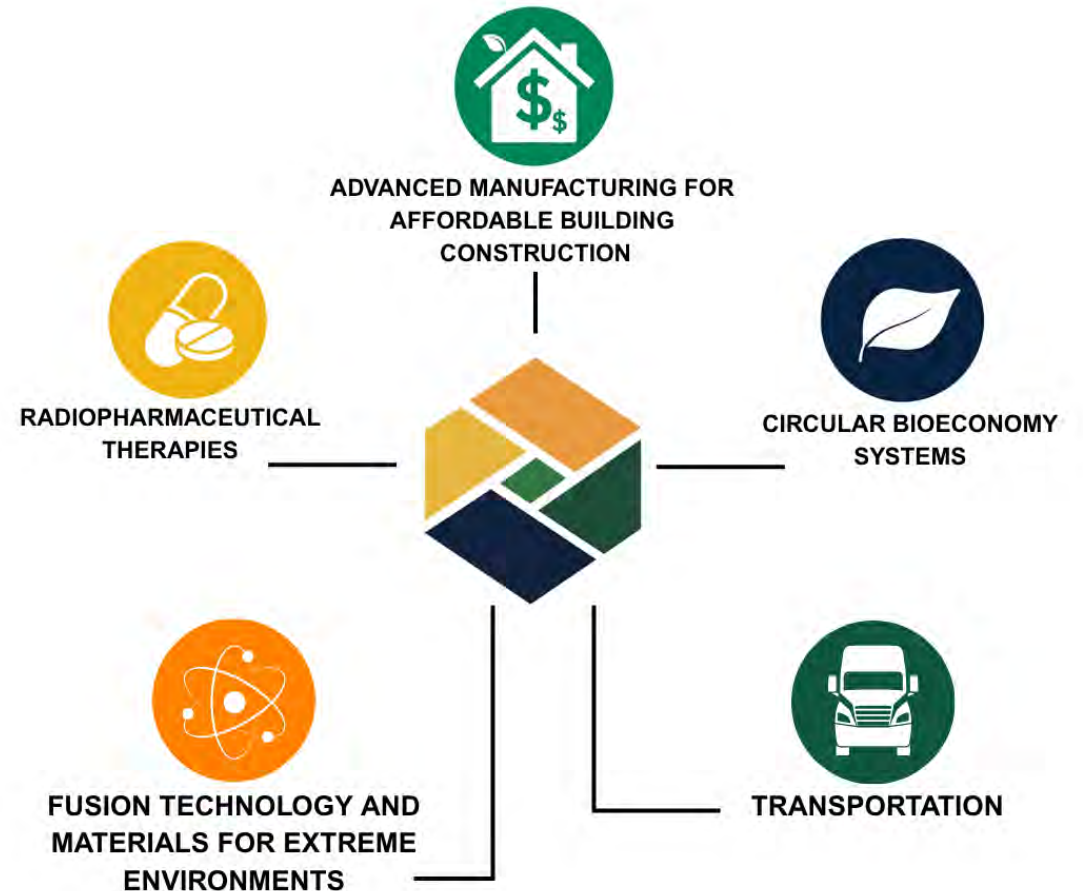 $
$
ADVANCED MANUFACTURING FOR
AFFORDABLE BUILDING
CONSTRUCTION
RADIOPHARMACEUTICAL
THERAPIES
CIRCULAR BIOECONOMY
SYSTEMS
FUSION TECHNOLOGY AND
MATERIALS FOR EXTREME
ENVIRONMENTS
TRANSPORTATION